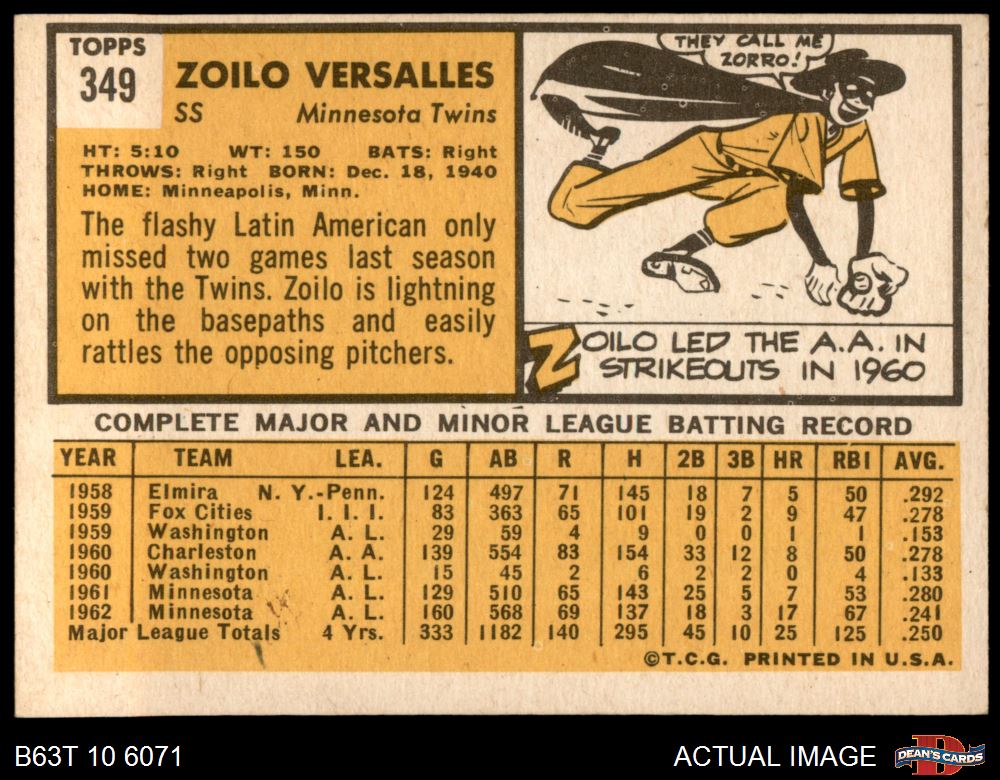 TOPPS
349
ZOILO VERSALLES
SS Minnesota Twins
HT: 5:10 WT: 150 BATS: Right
THROWS: Right BORN: Dec. 18, 1940
HOME: Minneapolis, Minn.
The flashy Latin American only
missed two games last season
with the Twins. Zoilo is lightning
on the basepaths and easily
rattles the opposing pitchers.
THEY CALL ME
ZORRO!
ZOILO LED THE A.A. IN
STRIKEOUTS IN 1960
COMPLETE MAJOR AND MINOR LEAGUE BATTING RECORD
YEAR TEAM LEA. G AB R H 2B 3B HR RBI AVG.
1958 Elmira N. Y.-Penn. 124 497 71 145 18 7 5 50 .292
1959 Fox Cities I. I. I. 83 363 65 101 19 2 9 47 .278
1959 Washington A. L. 29 59 4 9 0 0 1 1 .153
1960 Charleston A. A. 139 554 83 154 33 12 8 50 .278
1960 Washington A. L. 15 45 2 6 2 2 0 4 .133
1961 Minnesota A. L. 129 510 65 143 25 5 7 53 .280
1962 Minnesota A. L. 160 568 69 137 18 3 17 67 .241
Major League Totals 4 Yrs. 333 1182 140 295 45 10 25 125 .250
©T.C.G. PRINTED IN U.S.A.
B63T 10 6071 ACTUAL IMAGE DEAN'S CARDS